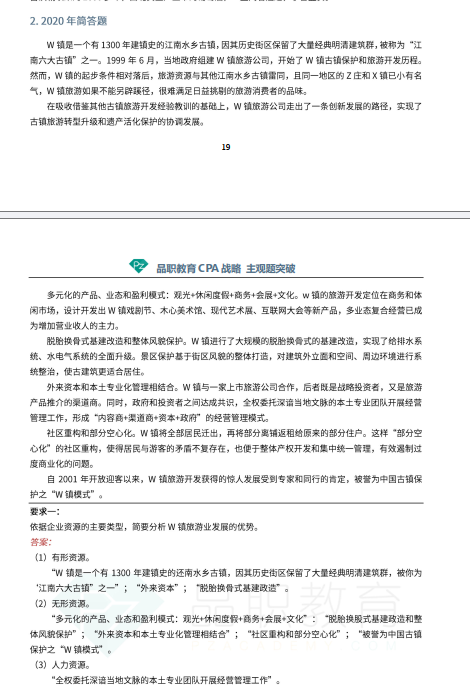 2. 2020 年简答题
W 镇是一个有 1300 年建镇史的江南水乡古镇，因其历史街区保留了大量经典明清建筑群，被称为“江
南六大古镇”之一。1999 年 6 月，当地政府组建 W 镇旅游公司，开始了 W 镇古镇保护和旅游开发历程。
然而，W 镇的起步条件相对落后，旅游资源与其他江南水乡古镇雷同，且同一地区的 Z 庄和 X 镇已小有名
气，W 镇旅游如果不能另辟蹊径，很难满足日益挑剔的旅游消费者的品味。
在吸收借鉴其他古镇旅游开发经验教训的基础上，W 镇旅游公司走出了一条创新发展的路径，实现了
古镇旅游转型升级和遗产活化保护的协调发展。
19
品职教育 CPA 战略 主观题突破
多元化的产品、业态和盈利模式：观光+休闲度假+商务+会展+文化。w 镇的旅游开发定位在商务和休
闲市场，设计开发出 W 镇戏剧节、木心美术馆、现代艺术展、互联网大会等新产品，多业态复合经营已成
为增加营业收入的主力。
脱胎换骨式基建改造和整体风貌保护。W 镇进行了大规模的脱胎换骨式的基建改造，实现了给排水系
统、水电气系统的全面升级。景区保护基于街区风貌的整体打造，对建筑外立面和空间、周边环境进行系
统整治，使古建筑更适合居住。
外来资本和本土专业化管理相结合。W 镇与一家上市旅游公司合作，后者既是战略投资者，又是旅游
产品推介的渠道商。同时，政府和投资者之间达成共识，全权委托深谙当地文脉的本土专业团队开展经营
管理工作，形成“内容商+渠道商+资本+政府”的经营管理模式。
社区重构和部分空心化。W 镇将全部居民迁出，再将部分商铺返租给原来的部分住户。这样“部分空
心化”的社区重构，使得居民与游客的矛盾不复存在，也便于整体产权开发和集中统一管理，有效遏制过
度商业化的问题。
自 2001 年开放迎客以来，W 镇旅游开发获得的惊人发展受到专家和同行的肯定，被誉为中国古镇保
护之“W 镇模式”。
要求一：
依据企业资源的主要类型，简要分析 W 镇旅游业发展的优势。
答案：
（1）有形资源。
“W 镇是一个有 1300 年建镇史的还南水乡古镇，因其历史街区保留了大量经典明清建筑群，被你为
‘江南六大古镇”之一”；“外来资本”；“脱胎换骨式基建改造”。
（2）无形资源。
“多元化的产品、业态和盈利模式：观光+休闲度假+商务+会展+文化”：“脱胎换股式基建改造和整
体风貌保护”；“外来资本和本土专业化管理相结合”；“社区重构和部分空心化”；“被誉为中国古镇
保护之“W 镇模式”。
（3）人力资源。
“全权委托深谙当地文脉的本土专业团队开展经营管理工作”。